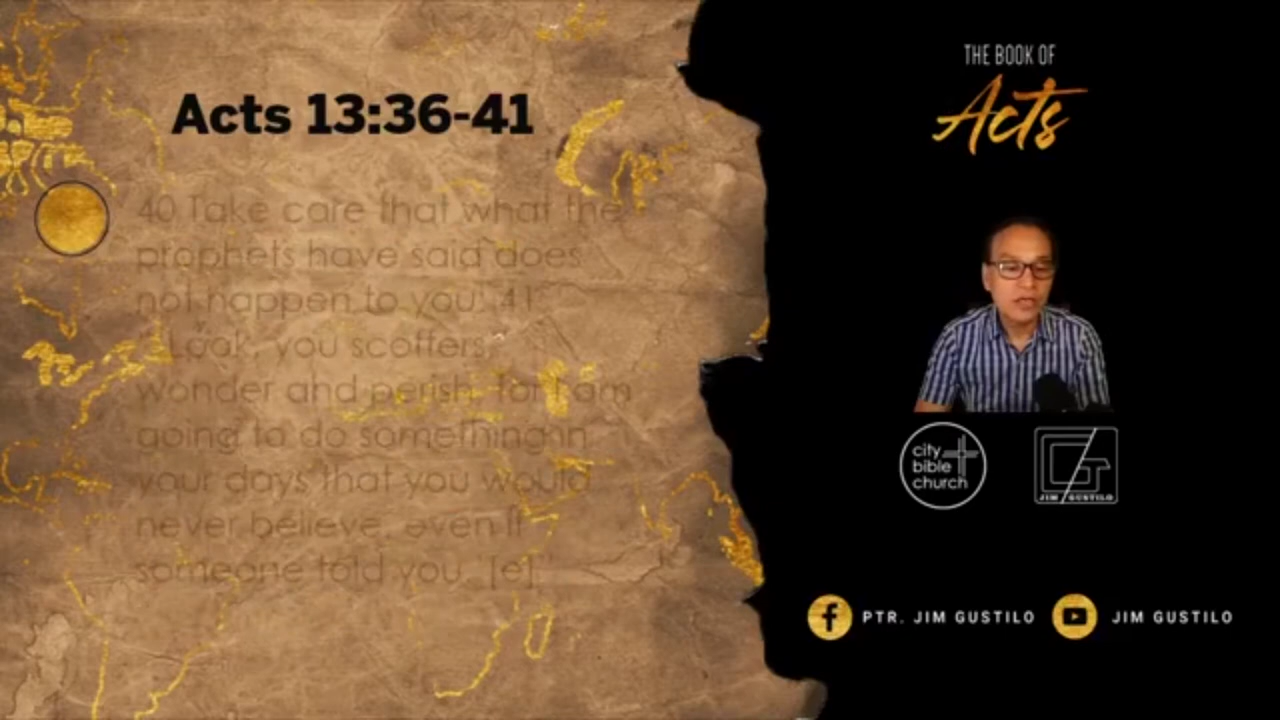 Acts 13:36-41
40 Take care that what the
prophets have said does
not happen to you: 41
" 'Look, you scoffers,
wonder and perish, for I am
going to do something in
your days that you would
never believe, even if
someone told you.' [e]"
THE BOOK OF
Acts
city
bible
church
JIM GUSTILO
PTR. JIM GUSTILO
JIM GUSTILO